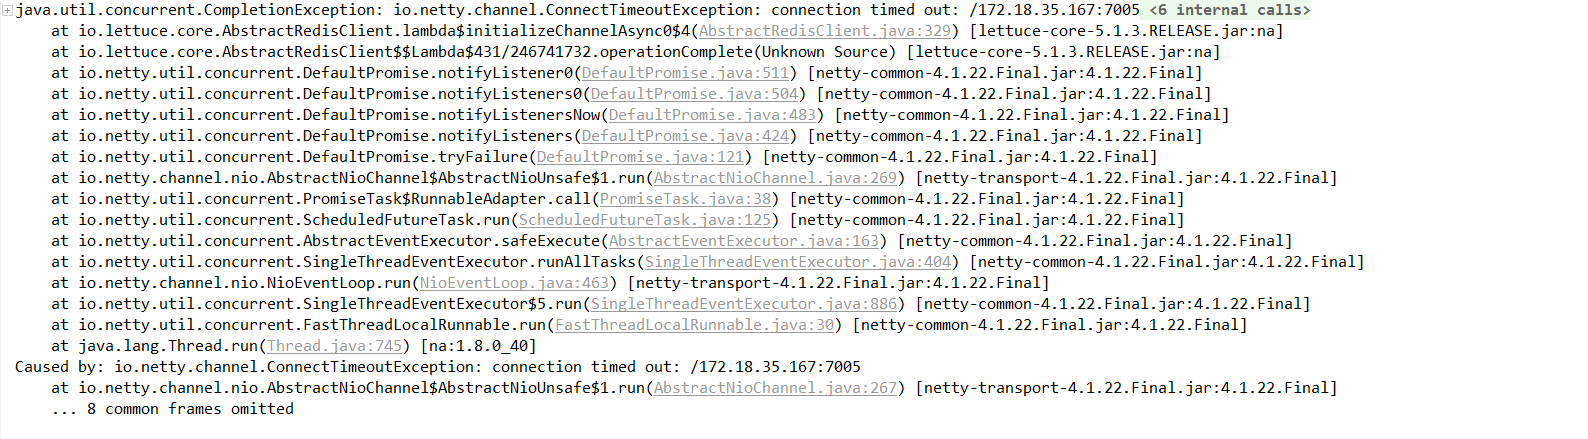 java.util.concurrent.CompletionException: io.netty.channel.ConnectTimeoutException: connection timed out: /172.18.35.167:7005 <6 internal calls>
at io.lettuce.core.AbstractRedisClient.lambda$initializeChannelAsync0$4(AbstractRedisClient.java:329) [lettuce-core-5.1.3.RELEASE.jar:na]
at io.lettuce.core.AbstractRedisClient$$Lambda$431/246741732.operationComplete(Unknown Source) [lettuce-core-5.1.3.RELEASE.jar:na]
at io.netty.util.concurrent.DefaultPromise.notifyListener0(DefaultPromise.java:511) [netty-common-4.1.22.Final.jar:4.1.22.Final]
at io.netty.util.concurrent.DefaultPromise.notifyListeners0(DefaultPromise.java:504) [netty-common-4.1.22.Final.jar:4.1.22.Final]
at io.netty.util.concurrent.DefaultPromise.notifyListenersNow(DefaultPromise.java:483) [netty-common-4.1.22.Final.jar:4.1.22.Final]
at io.netty.util.concurrent.DefaultPromise.notifyListeners(DefaultPromise.java:424) [netty-common-4.1.22.Final.jar:4.1.22.Final]
at io.netty.util.concurrent.DefaultPromise.tryFailure(DefaultPromise.java:121) [netty-common-4.1.22.Final.jar:4.1.22.Final]
at io.netty.channel.nio.AbstractNioChannel$AbstractNioUnsafe$1.run(AbstractNioChannel.java:269) [netty-transport-4.1.22.Final.jar:4.1.22.Final]
at io.netty.util.concurrent.PromiseTask$RunnableAdapter.call(PromiseTask.java:38) [netty-common-4.1.22.Final.jar:4.1.22.Final]
at io.netty.util.concurrent.ScheduledFutureTask.run(ScheduledFutureTask.java:125) [netty-common-4.1.22.Final.jar:4.1.22.Final]
at io.netty.util.concurrent.AbstractEventExecutor.safeExecute(AbstractEventExecutor.java:163) [netty-common-4.1.22.Final.jar:4.1.22.Final]
at io.netty.util.concurrent.SingleThreadEventExecutor.runAllTasks(SingleThreadEventExecutor.java:404) [netty-common-4.1.22.Final.jar:4.1.22.Final]
at io.netty.channel.nio.NioEventLoop.run(NioEventLoop.java:463) [netty-transport-4.1.22.Final.jar:4.1.22.Final]
at io.netty.util.concurrent.SingleThreadEventExecutor$5.run(SingleThreadEventExecutor.java:886) [netty-common-4.1.22.Final.jar:4.1.22.Final]
at io.netty.util.concurrent.FastThreadLocalRunnable.run(FastThreadLocalRunnable.java:30) [netty-common-4.1.22.Final.jar:4.1.22.Final]
at java.lang.Thread.run(Thread.java:745) [na:1.8.0_40]
Caused by: io.netty.channel.ConnectTimeoutException: connection timed out: /172.18.35.167:7005
at io.netty.channel.nio.AbstractNioChannel$AbstractNioUnsafe$1.run(AbstractNioChannel.java:267) [netty-transport-4.1.22.Final.jar:4.1.22.Final]
... 8 common frames omitted